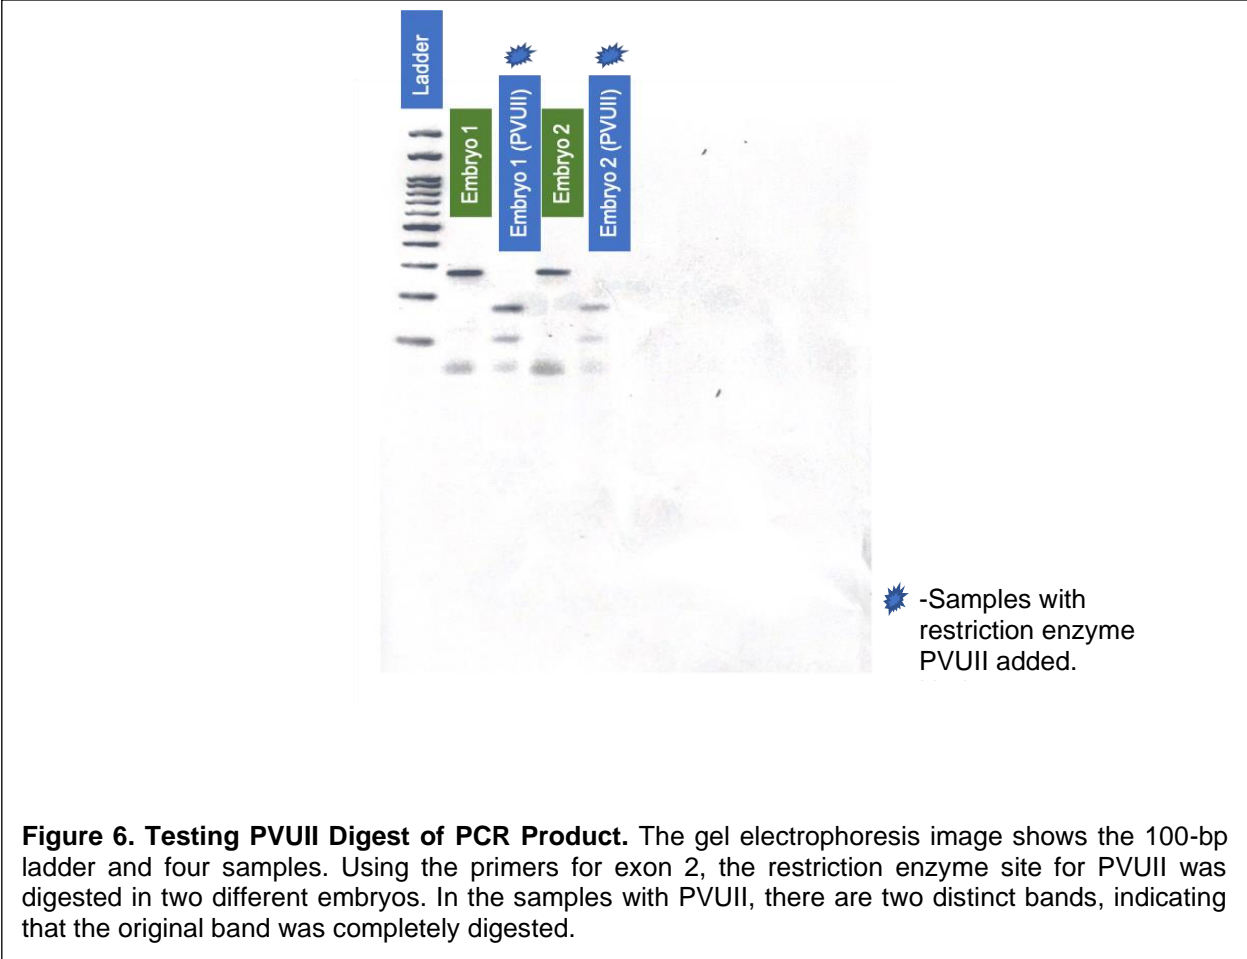 Ladder
Embryo 1
Embryo 1 (PVUII)
Embryo 2
Embryo 2 (PVUII)
-Samples with
restriction enzyme
PVUII added.
Figure 6. Testing PVUII Digest of PCR Product. The gel electrophoresis image shows the 100-bp
ladder and four samples. Using the primers for exon 2, the restriction enzyme site for PVUII was
digested in two different embryos. In the samples with PVUII, there are two distinct bands, indicating
that the original band was completely digested.